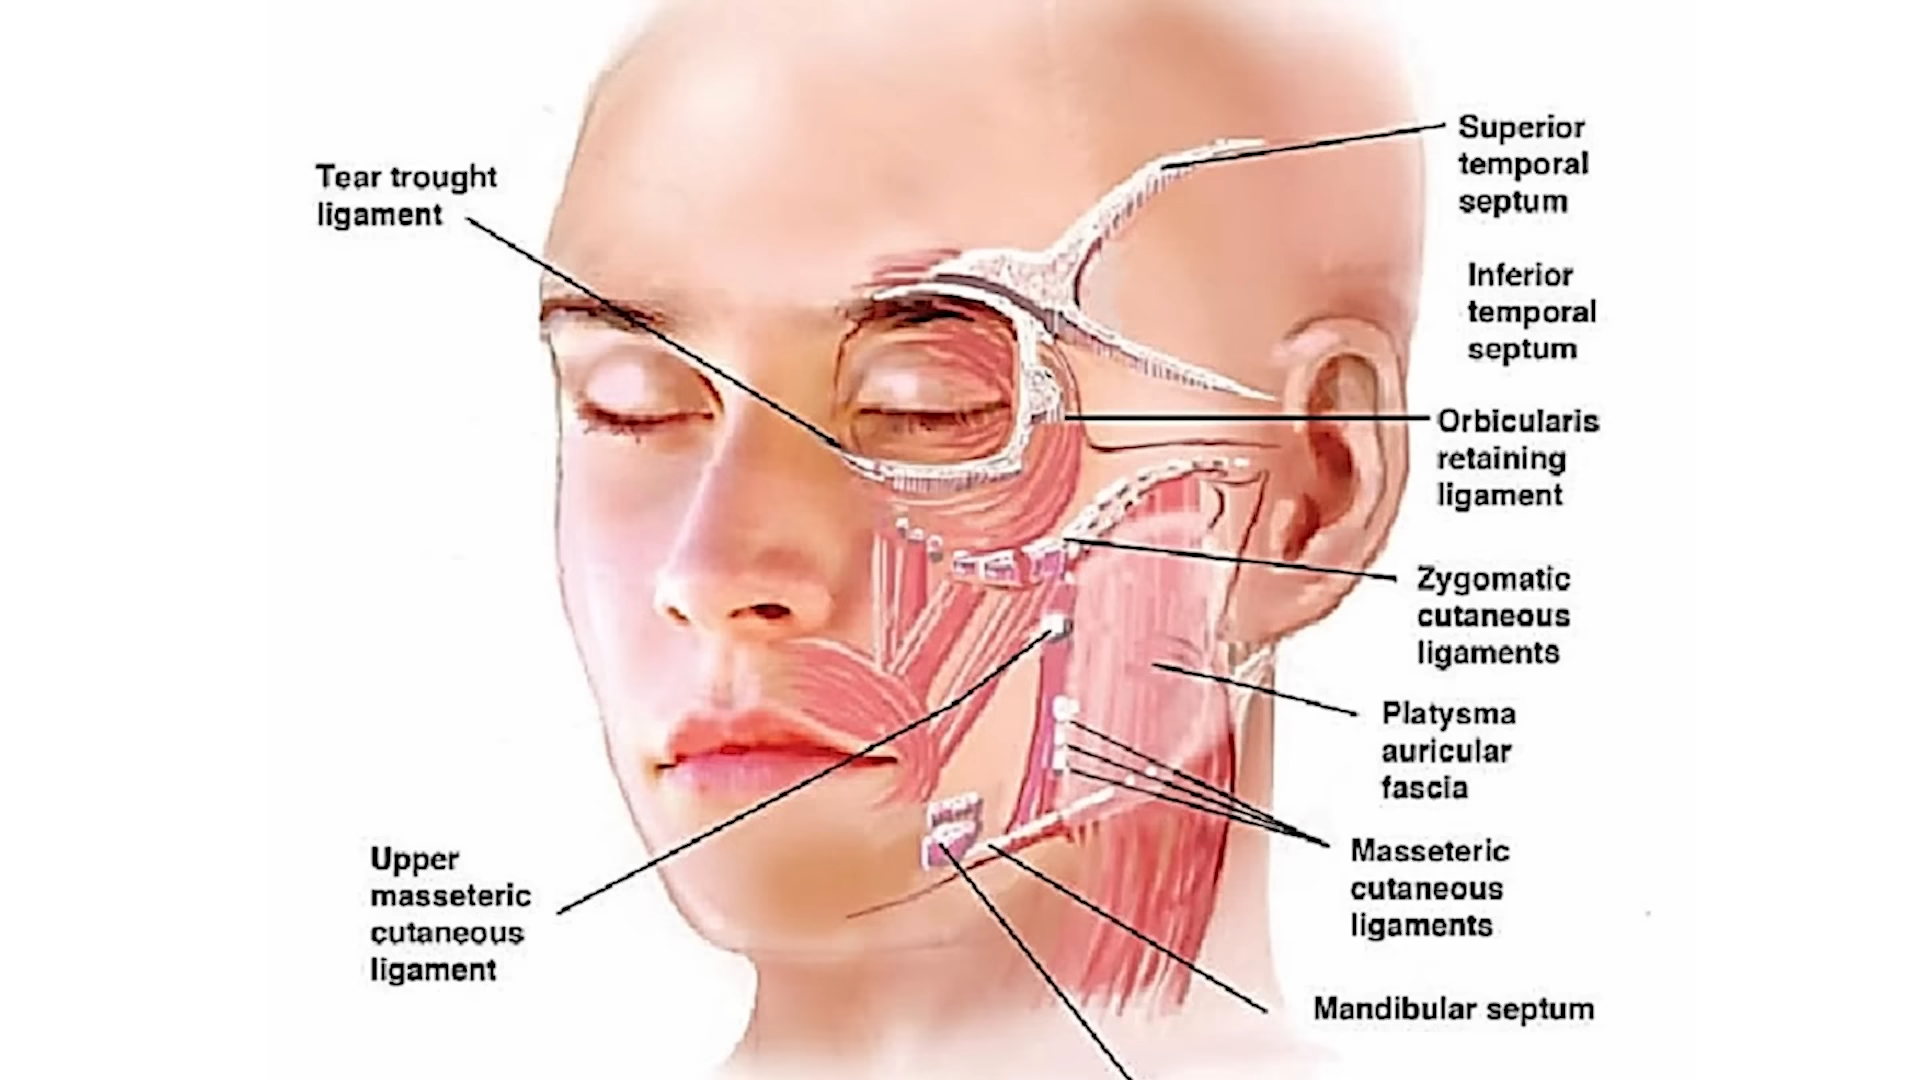 Tear trought
ligament
Superior
temporal
septum
Inferior
temporal
septum
Orbicularis
retaining
ligament
Zygomatic
cutaneous
ligaments
Platysma
auricular
fascia
Upper
masseteric
cutaneous
ligament
Masseteric
cutaneous
ligaments
Mandibular septum